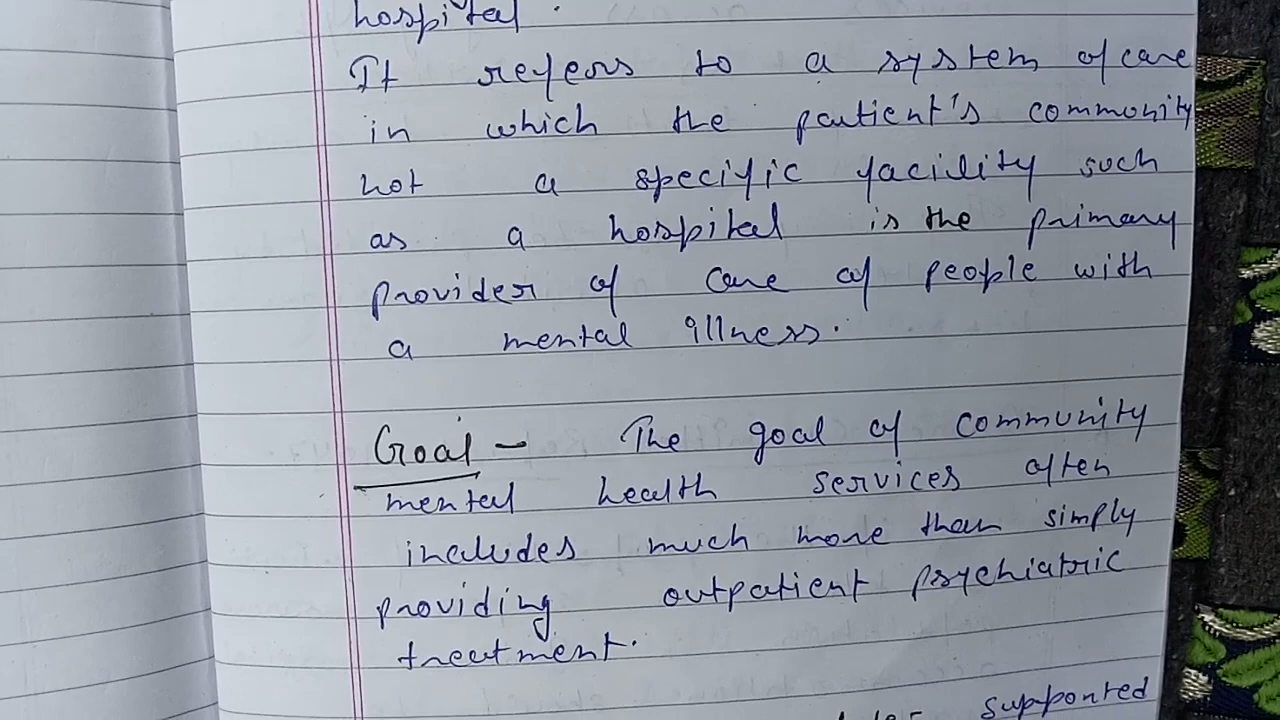 hospital.
It refers to a system of care
in which the patient's community
not a specific facility such
as a hospital is the primary
provider of care of people with
a mental illness.
Goal - The goal of community
mental health services often
includes much more than simply
providing outpatient psychiatric
treatment.
supported